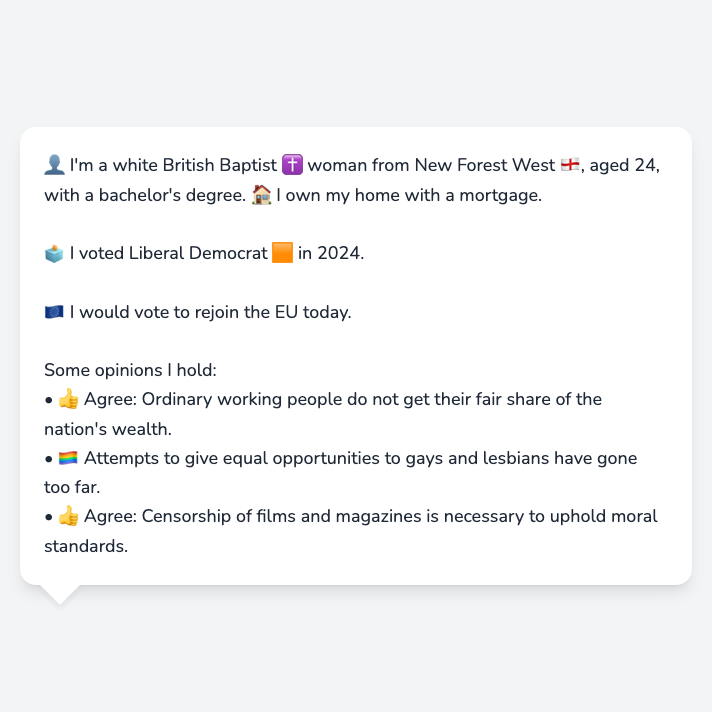 👤 I'm a white British Baptist ✝️ woman from New Forest West 🏴󠁧󠁢󠁥󠁮󠁧󠁿, aged 24,
with a bachelor's degree. 🏠 I own my home with a mortgage.
🗳️ I voted Liberal Democrat 🟧 in 2024.
🇪🇺 I would vote to rejoin the EU today.
Some opinions I hold:
• 👍 Agree: Ordinary working people do not get their fair share of the
nation's wealth.
• 🏳️‍🌈 Attempts to give equal opportunities to gays and lesbians have gone
too far.
• 👍 Agree: Censorship of films and magazines is necessary to uphold moral
standards.